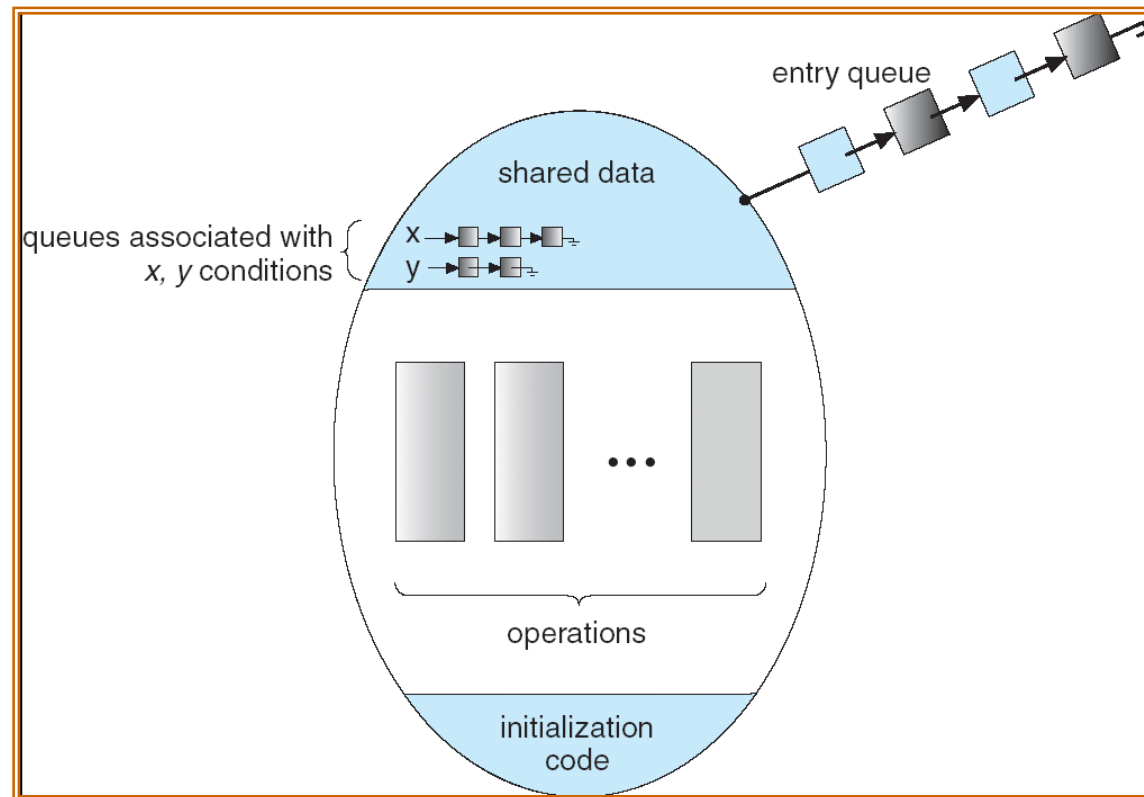 entry queue
shared data
queues associated with
x, y conditions
x
y
...
operations
initialization
code